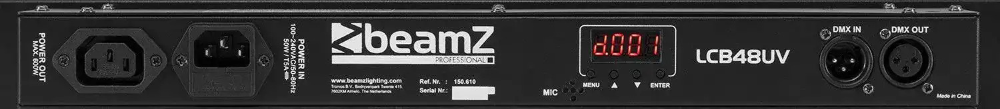 POWER OUT
MAX. 600W
POWER IN
100~240VAC/50-60Hz
50W / T5A
beamZ
PROFESSIONAL
www.beamzlighting.com
Tronios B.V., Bedrijvenpark Twente 415,
7602KM Almelo, The Netherlands
Ref. Nr. : 150.610
Serial Nr.:
d.001
MENU ▲ ▼ ENTER
MIC
LCB48UV
DMX IN
DMX OUT
Made in China